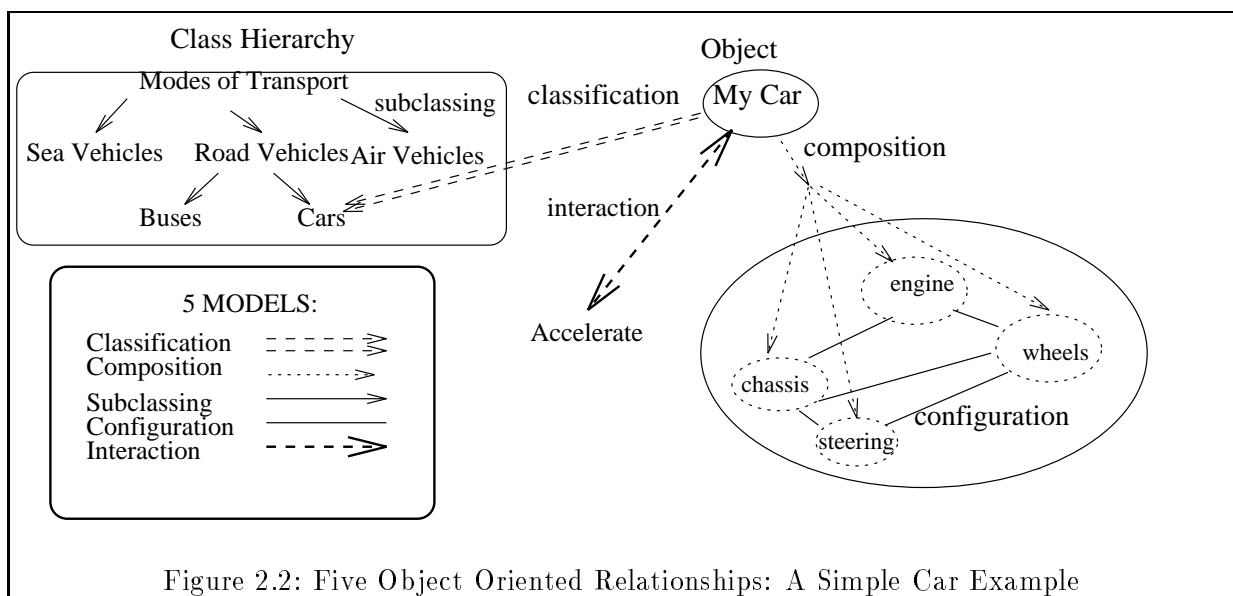 Class Hierarchy
Modes of Transport
subclassing
Sea Vehicles
Road Vehicles
Air Vehicles
Buses
Cars
classification
Object
My Car
composition
interaction
Accelerate
engine
wheels
chassis
steering
configuration
5 MODELS:
Classification
Composition
Subclassing
Configuration
Interaction
Figure 2.2: Five Object Oriented Relationships: A Simple Car Example